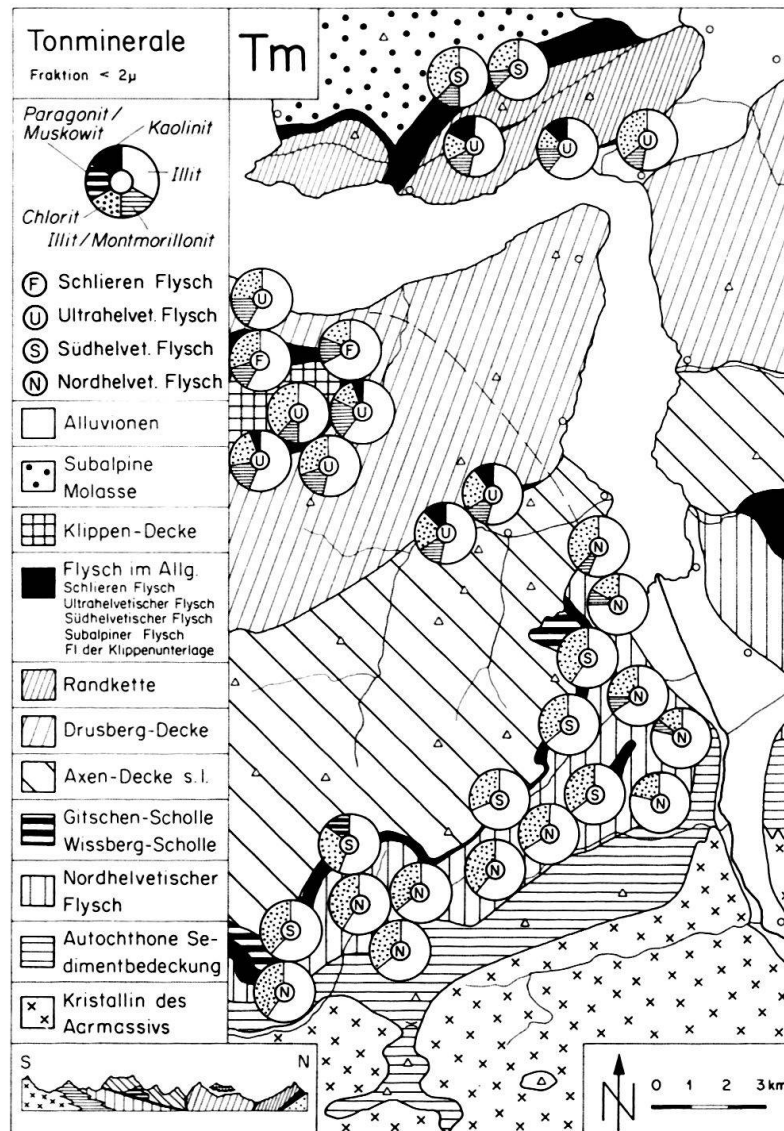 Tonminerale
Fraktion < 2µ
Tm
Paragonit/
Muskowit
Kaolinit
Illit
Chlorit
Illit/Montmorillonit
F Schlieren Flysch
U Ultrahelvet. Flysch
S Südhelvet. Flysch
N Nordhelvet. Flysch
Alluvionen
Subalpine
Molasse
Klippen-Decke
Flysch im Allg.
Schlieren Flysch
Ultrahelvetischer Flysch
Südhelvetischer Flysch
Subalpiner Flysch
Fl der Klippenunterlage
Randkette
Drusberg-Decke
Axen-Decke s.l.
Gitschen-Scholle
Wissberg-Scholle
Nordhelvetischer
Flysch
Autochthone Se-
dimentbedeckung
Kristallin des
Aarmassivs
S N
S S
U U U
U
F F
U U
U U
U
U
N
N
S
N
S
N
S S N
N
S
N
N N
S
N
N
N
0 1 2 3 km